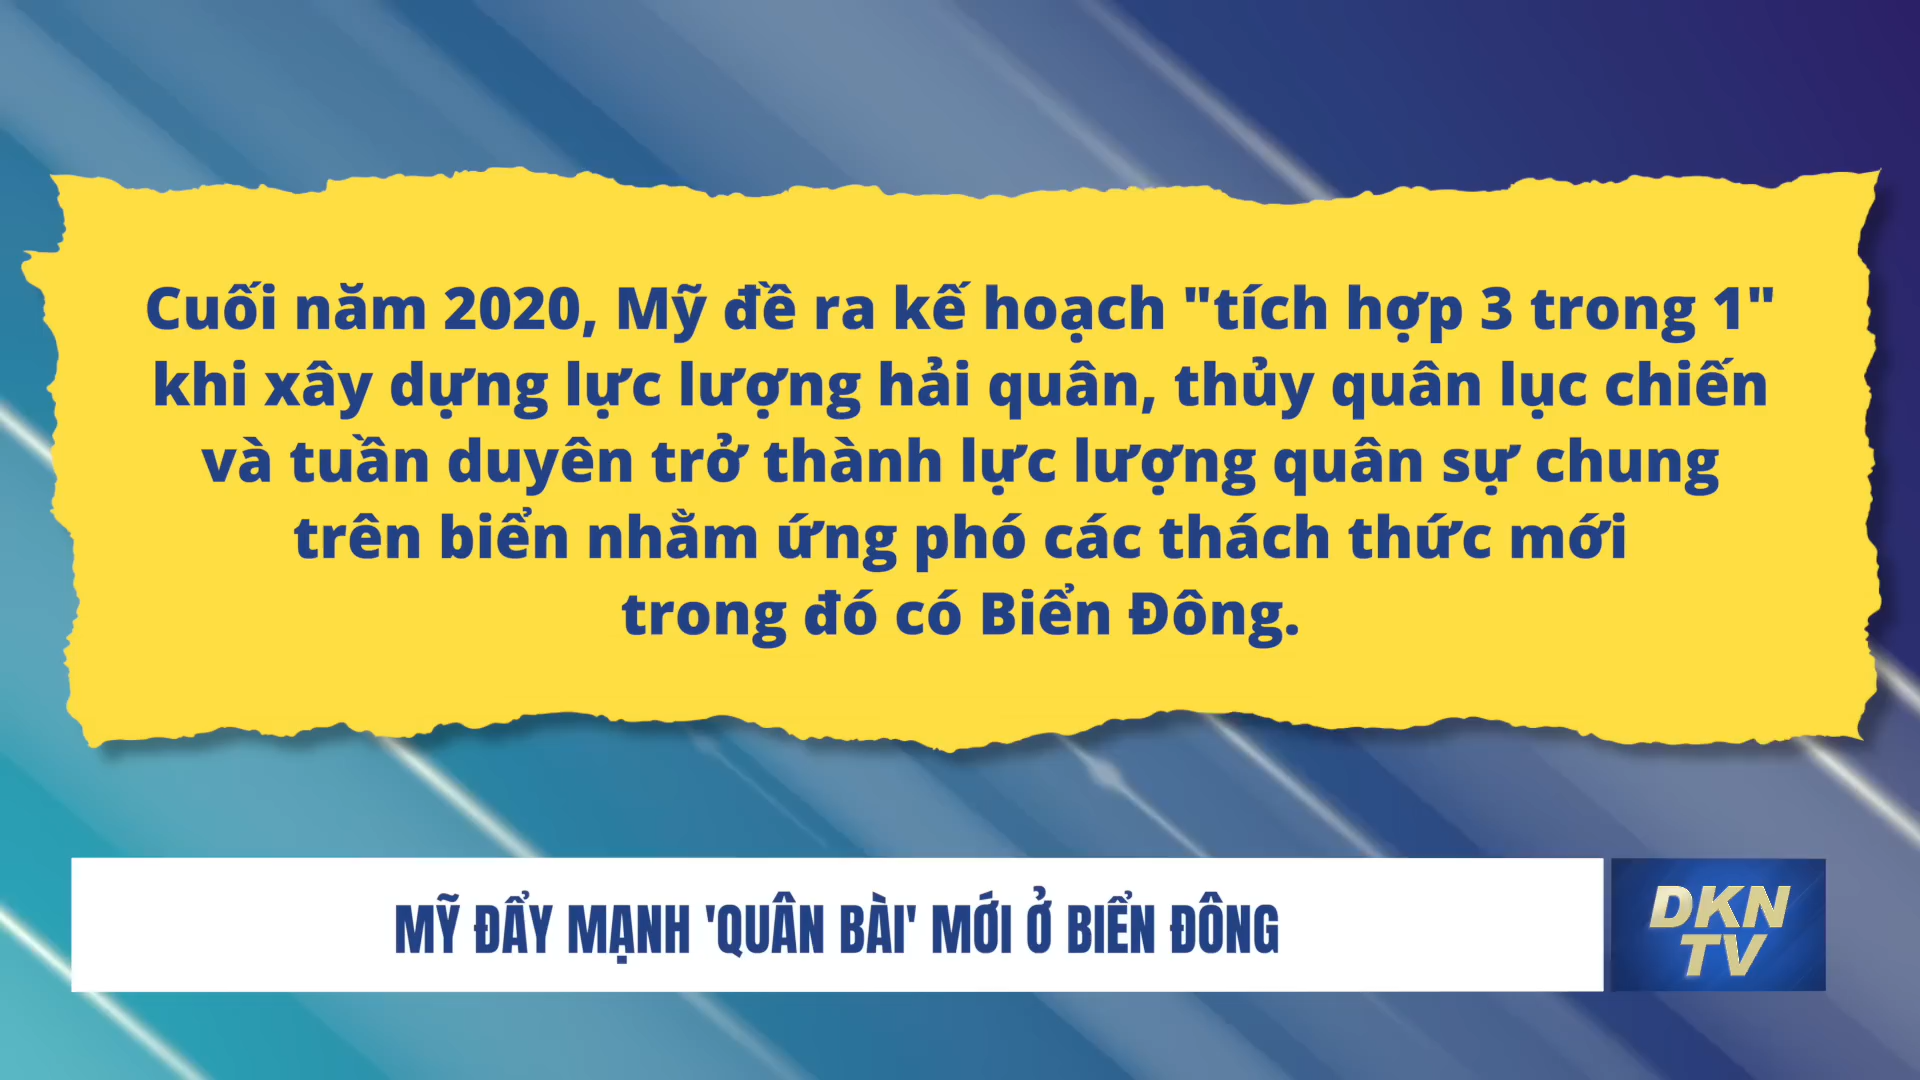 Cuối năm 2020, Mỹ đề ra kế hoạch "tích hợp 3 trong 1"
khi xây dựng lực lượng hải quân, thủy quân lục chiến
và tuần duyên trở thành lực lượng quân sự chung
trên biển nhằm ứng phó các thách thức mới
trong đó có Biển Đông.
MỸ ĐẨY MẠNH 'QUÂN BÀI' MỚI Ở BIỂN ĐÔNG
DKN
TV